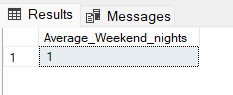 Results Messages
Average_Weekend_nights
1 1